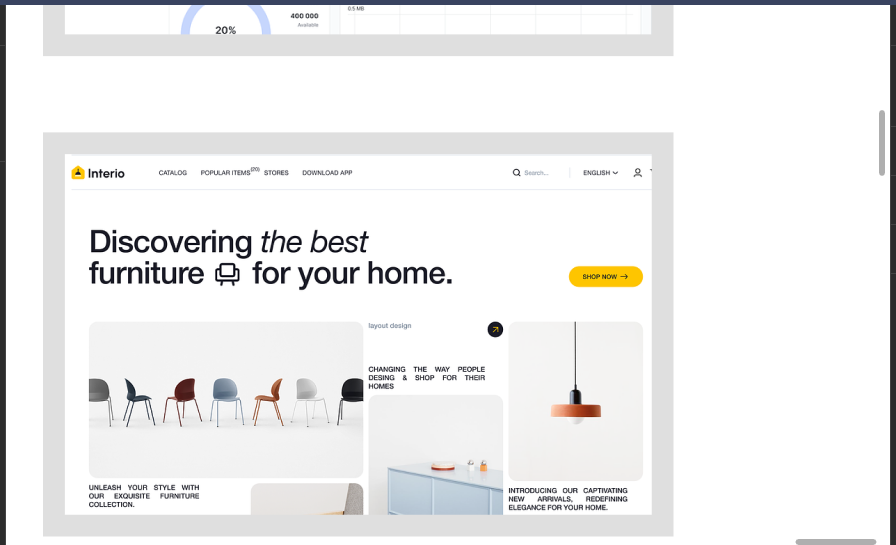 6.5 MB
400 000
Available
20%
Interio
CATALOG
POPULAR ITEMS(20)
STORES
DOWNLOAD APP
Search...
ENGLISH
Discovering the best
furniture for your home.
SHOP NOW →
layout design
CHANGING THE WAY PEOPLE
DESING & SHOP FOR THEIR
HOMES
UNLEASH YOUR STYLE WITH
OUR EXQUISITE FURNITURE
COLLECTION.
INTRODUCING OUR CAPTIVATING
NEW ARRIVALS, REDEFINING
ELEGANCE FOR YOUR HOME.